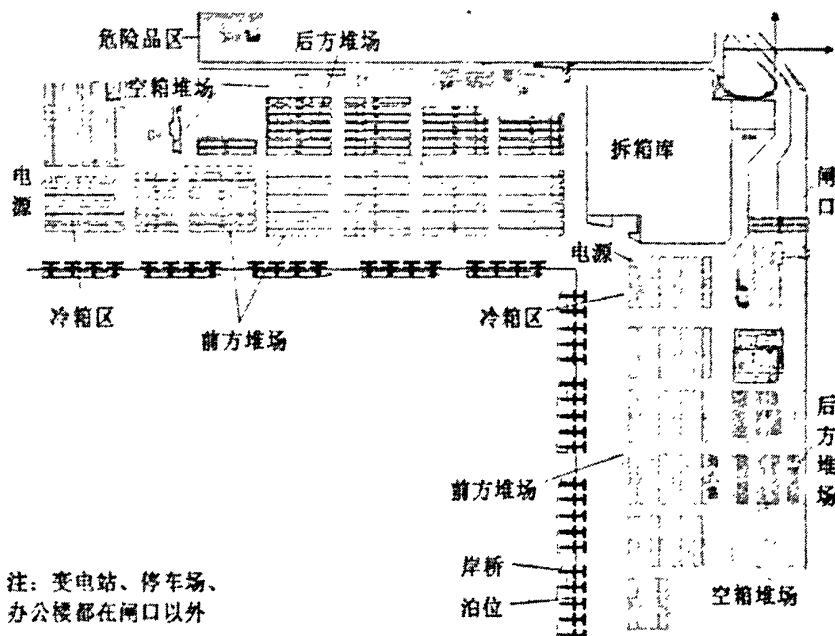 危险品区
后方堆场
空箱堆场
拆箱库
电源
闸口
电源
冷箱区
冷箱区
前方堆场
后方堆场
前方堆场
岸桥
泊位
空箱堆场
注：变电站、停车场、
办公楼都在闸口以外